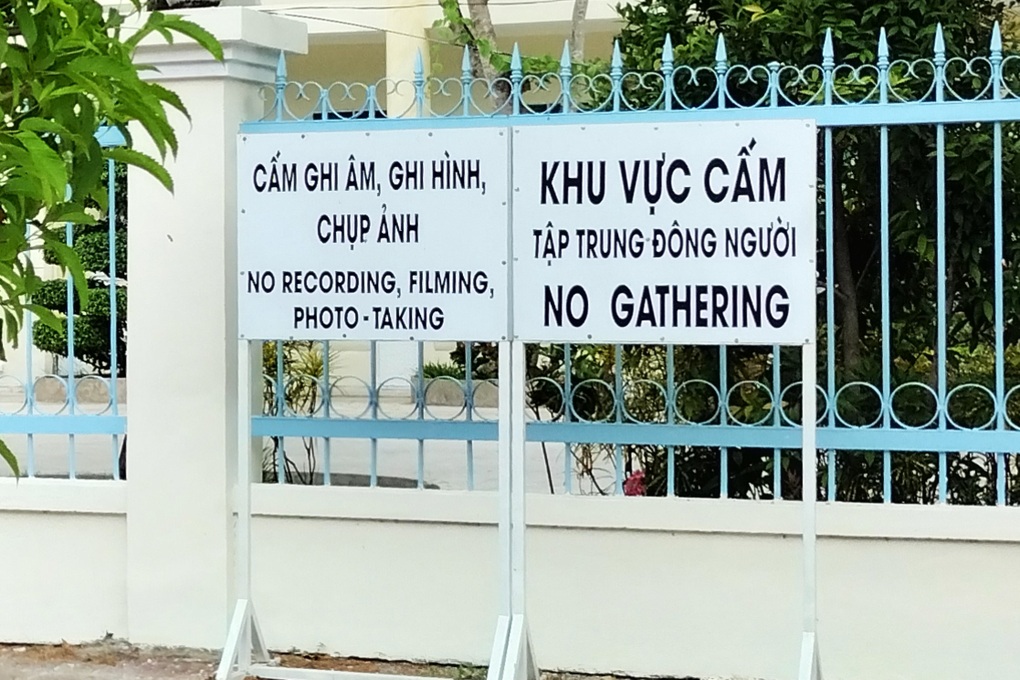 CẤM GHI ÂM, GHI HÌNH,
CHỤP ẢNH
NO RECORDING, FILMING,
PHOTO-TAKING
KHU VỰC CẤM
TẬP TRUNG ĐÔNG NGƯỜI
NO GATHERING